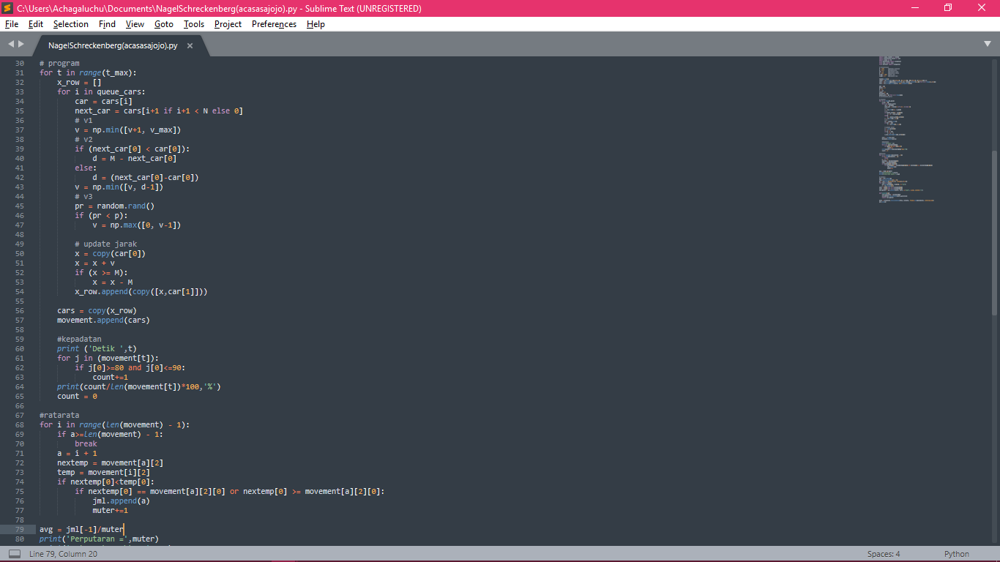 C:\Users\Achagaluchu\Documents\NagelSchreckenberg(acasasajojo).py - Sublime Text (UNREGISTERED)
File Edit Selection Find View Goto Tools Project Preferences Help
NagelSchreckenberg(acasasajojo).py
30 # program
31 for t in range(t_max):
32     x_row = []
33     for i in queue_cars:
34         car = cars[i]
35         next_car = cars[i+1 if i+1 < N else 0]
36         # v1
37         v = np.min([v+1, v_max])
38         # v2
39         if (next_car[0] < car[0]):
40             d = M - next_car[0]
41         else:
42             d = (next_car[0]-car[0])
43         v = np.min([v, d-1])
44         # v3
45         pr = random.rand()
46         if (pr < p):
47             v = np.max([0, v-1])
48
49         # update jarak
50         x = copy(car[0])
51         x = x + v
52         if (x >= M):
53             x = x - M
54         x_row.append(copy([x,car[1]]))
55
56     cars = copy(x_row)
57     movement.append(cars)
58
59     #kepadatan
60     print ('Detik ',t)
61     for j in (movement[t]):
62         if j[0]>=80 and j[0]<=90:
63             count+=1
64     print(count/len(movement[t])*100,'%')
65     count = 0
66
67 #ratarata
68 for i in range(len(movement) - 1):
69     if a>=len(movement) - 1:
70         break
71     a = i + 1
72     nextemp = movement[a][2]
73     temp = movement[i][2]
74     if nextemp[0]<temp[0]:
75         if nextemp[0] == movement[a][2][0] or nextemp[0] >= movement[a][2][0]:
76             jml.append(a)
77             muter+=1
78
79 avg = jml[-1]/muter
80 print('Perputaran =',muter)
Line 79, Column 20 Spaces: 4 Python